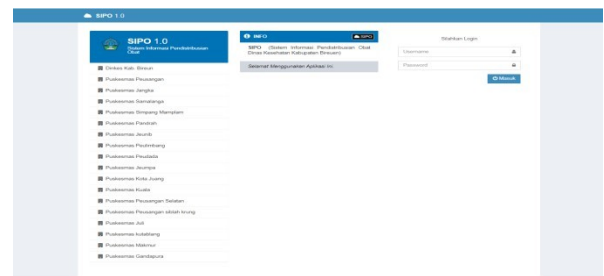 SIPO 1.0
SIPO 1.0
Sistem Informasi Pendistribusian
Obat
Dinkes Kab. Bireun
Puskesmas Peusangan
Puskesmas Jangka
Puskesmas Samalanga
Puskesmas Simpang Mamplam
Puskesmas Pandrah
Puskesmas Jeunib
Puskesmas Peulimbang
Puskesmas Peudada
Puskesmas Jeumpa
Puskesmas Kota Juang
Puskesmas Kuala
Puskesmas Peusangan Selatan
Puskesmas Peusangan siblah krung
Puskesmas Juli
Puskesmas kutablang
Puskesmas Makmur
Puskesmas Gandapura
INFO
SIPO
SIPO (Sistem Informasi Pendistribusian Obat
Dinas Kesehatan Kabupaten Bireuen)
Selamat Menggunakan Aplikasi Ini.
Silahkan Login
Username
Password
Masuk